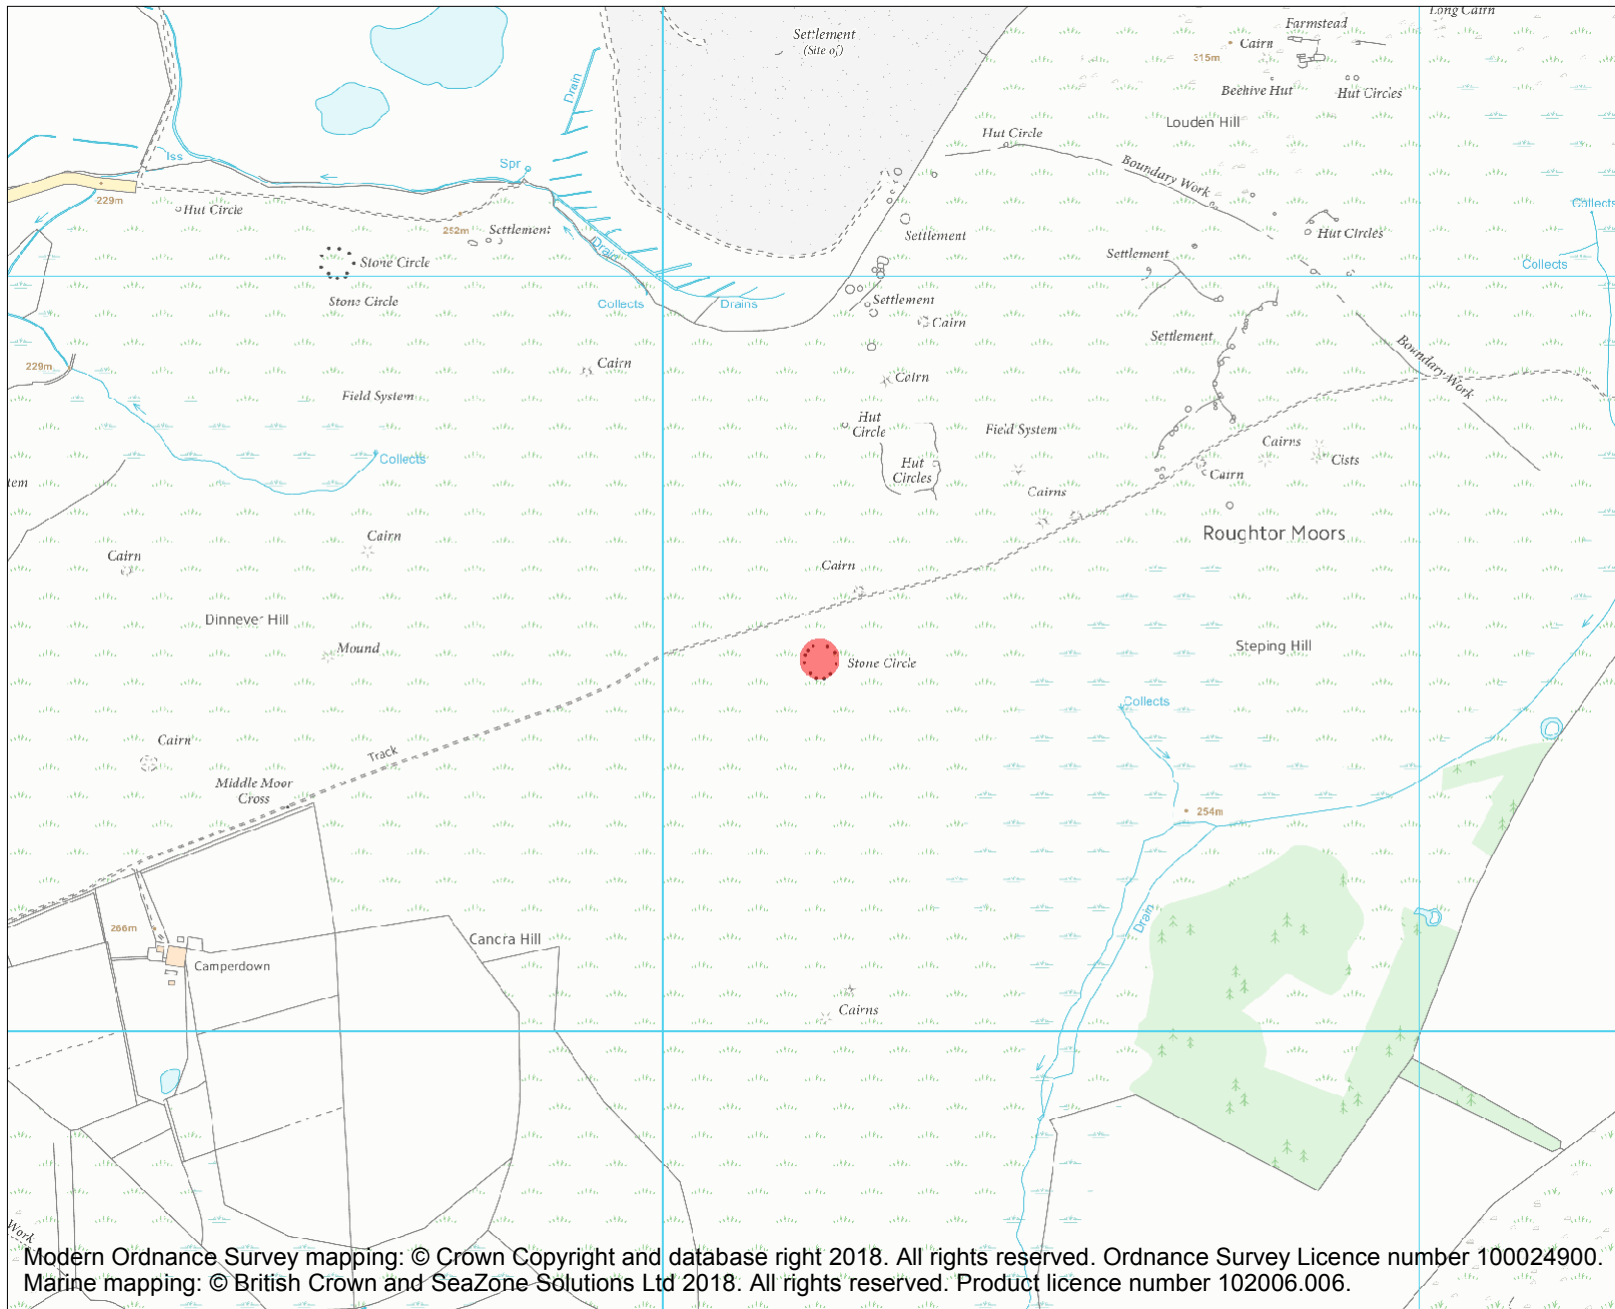 Long Cairn
Farmstead
Settlement
(Site of)
Cairn
315m
Drain
Beehive Hut
Hut Circles
Louden Hill
Hut Circle
Iss
Spr
Boundary Work
229m
Hut Circle
252m
Settlement
Collects
Settlement
Hut Circles
Drain
Settlement
Stone Circle
Collects
Stone Circle
Collects
Drains
Settlement
Cairn
Settlement
Boundary Work
229m
Cairn
Cairn
Field System
Hut
Circle
Field System
Cairns
Collects
Hut
Circles
Cists
Cairn
tem
Cairns
Roughtor Moors
Cairn
Cairn
Cairn
Dinnever Hill
Mound
Steping Hill
Stone Circle
Collects
Cairn
Track
Middle Moor
Cross
254m
Drain
266m
Cancra Hill
Camperdown
Cairns
Work
Modern Ordnance Survey mapping: © Crown Copyright and database right 2018. All rights reserved. Ordnance Survey Licence number 100024900.
Marine mapping: © British Crown and SeaZone Solutions Ltd 2018. All rights reserved. Product licence number 102006.006.